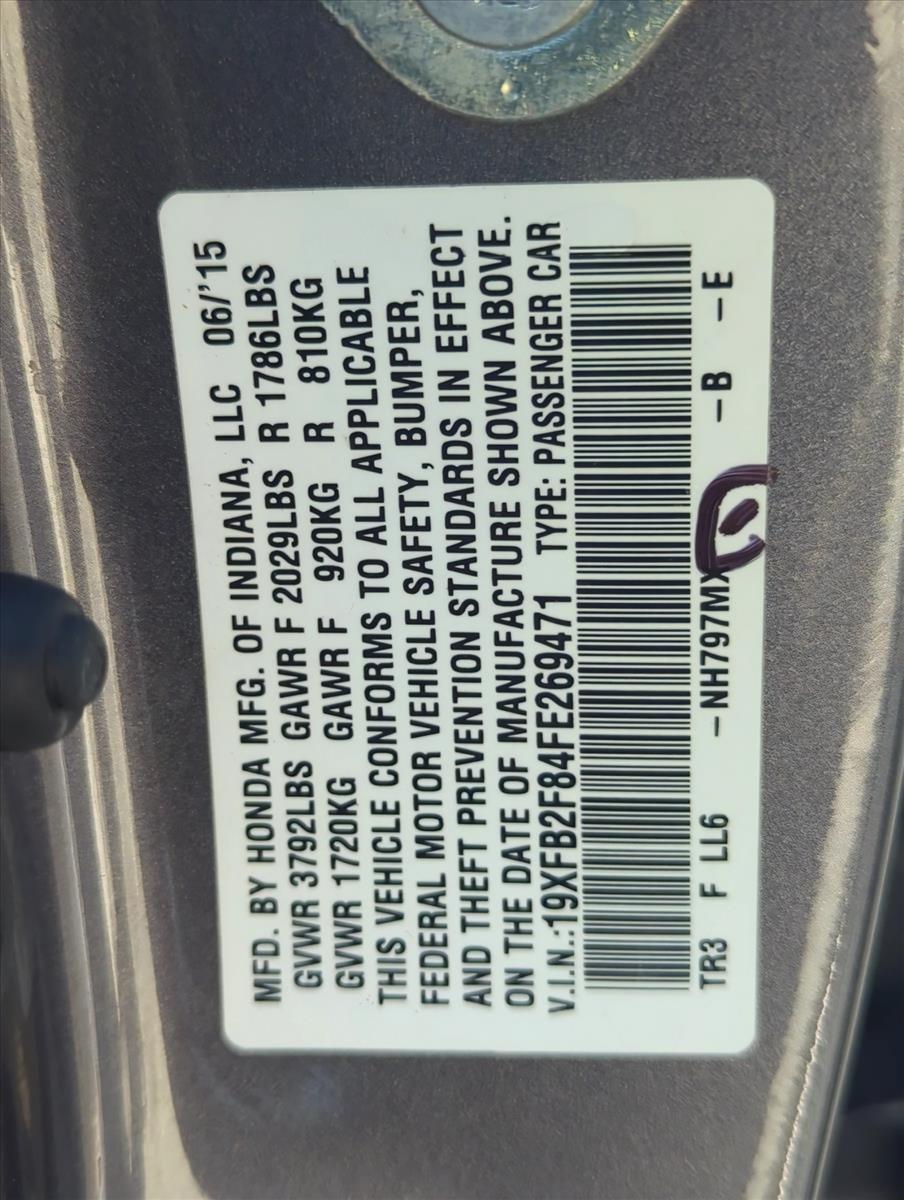 MFD. BY HONDA MFG. OF INDIANA, LLC 06/'15
GVWR 3792LBS GAWR F 2029LBS R 1786LBS
GVWR 1720KG GAWR F 920KG R 810KG
THIS VEHICLE CONFORMS TO ALL APPLICABLE
FEDERAL MOTOR VEHICLE SAFETY, BUMPER,
AND THEFT PREVENTION STANDARDS IN EFFECT
ON THE DATE OF MANUFACTURE SHOWN ABOVE.
V.I.N.:19XFB2F84FE269471 TYPE: PASSENGER CAR
TR3 F LL6 -NH797MX -B -E